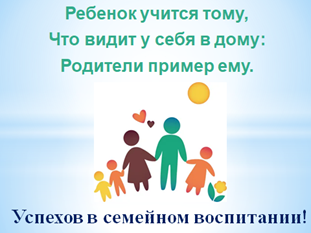 Ребенок учится тому,
Что видит у себя в дому:
Родители пример ему.
Успехов в семейном воспитании!